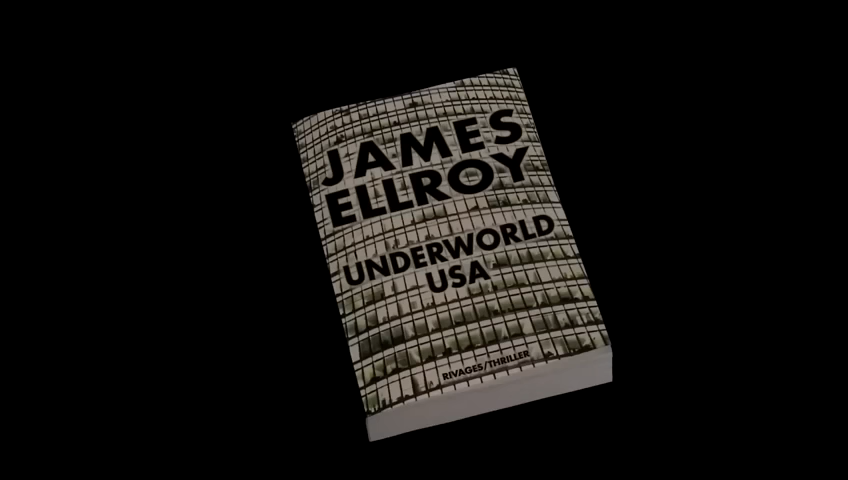 JAMES
ELLROY
UNDERWORLD
USA
RIVAGES/THRILLER